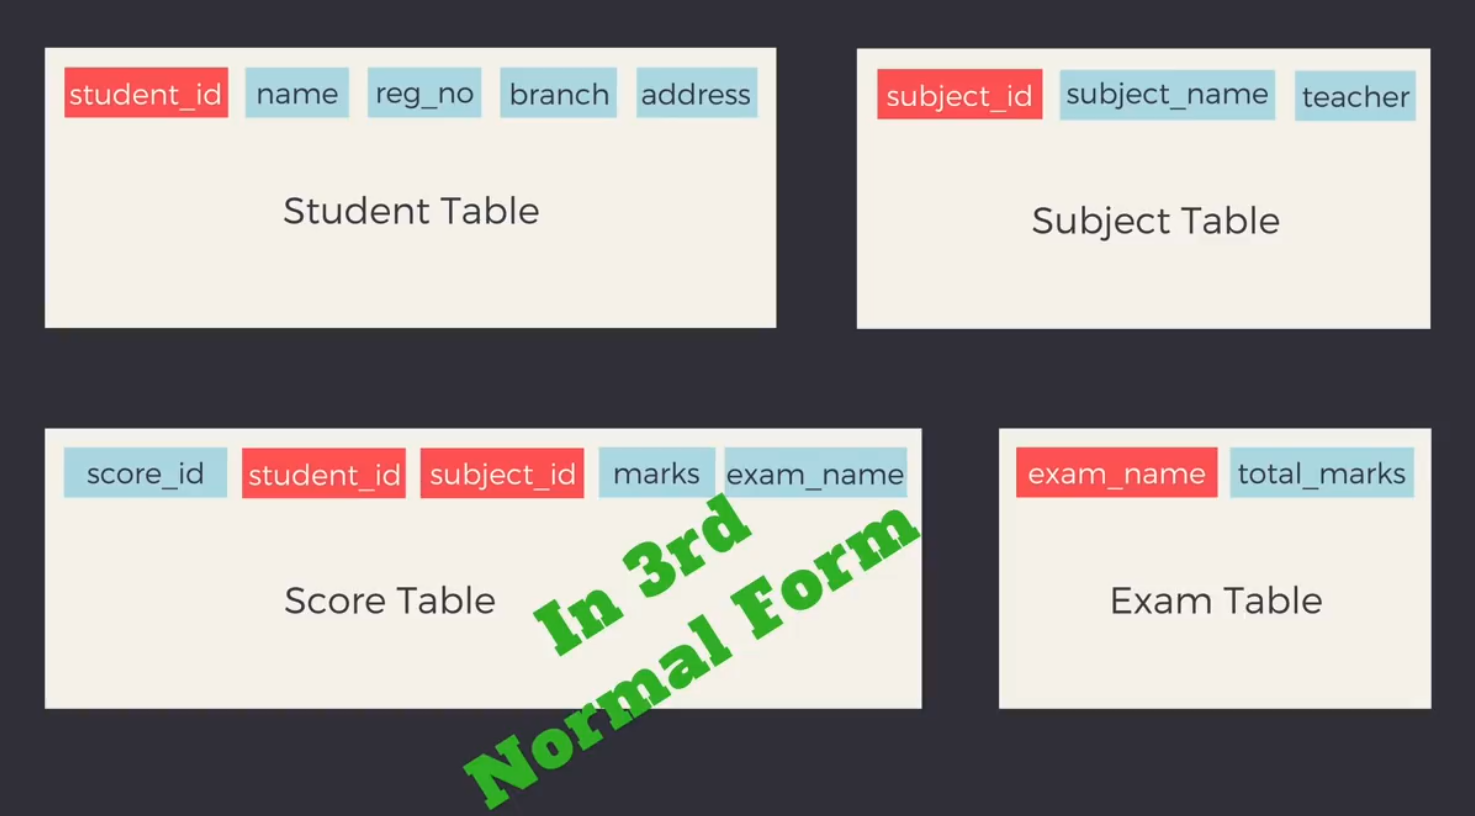 student_id name reg_no branch address
Student Table
subject_id subject_name teacher
Subject Table
score_id student_id subject_id marks exam_name
Score Table
In 3rd
Normal Form
exam_name total_marks
Exam Table